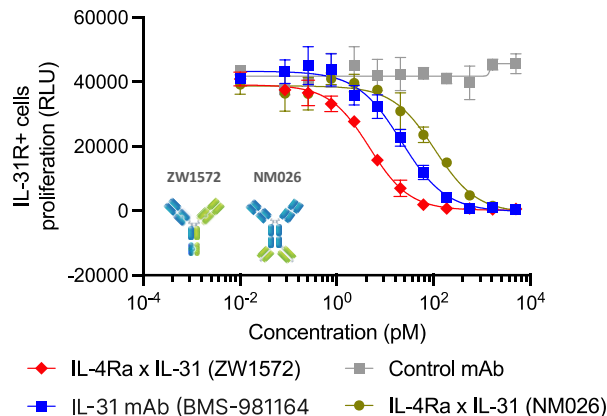 IL-31R+ cells
proliferation (RLU)
60000
40000
20000
0
-20000
ZW1572
NM026
10-4
10-2
100
102
104
Concentration (pM)
IL-4Ra x IL-31 (ZW1572)
Control mAb
IL-31 mAb (BMS-981164
IL-4Ra x IL-31 (NM026)